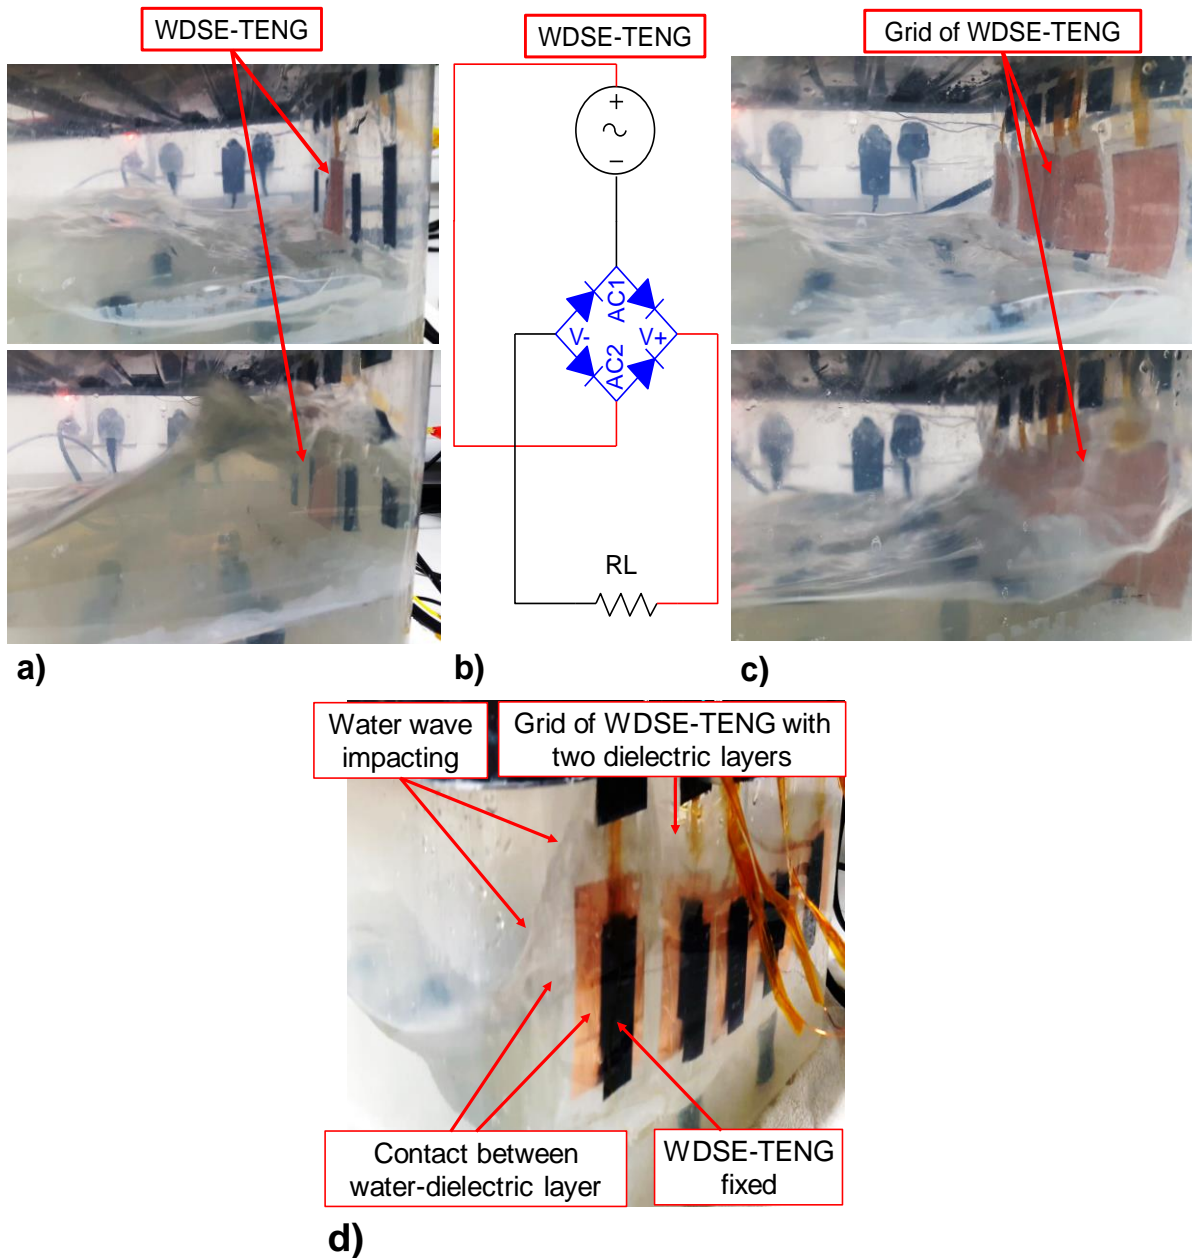 WDSE-TENG
WDSE-TENG
Grid of WDSE-TENG
+
−
AC1
V-
V+
AC2
RL
a)
b)
c)
Water wave
impacting
Grid of WDSE-TENG with
two dielectric layers
Contact between
water-dielectric layer
WDSE-TENG
fixed
d)